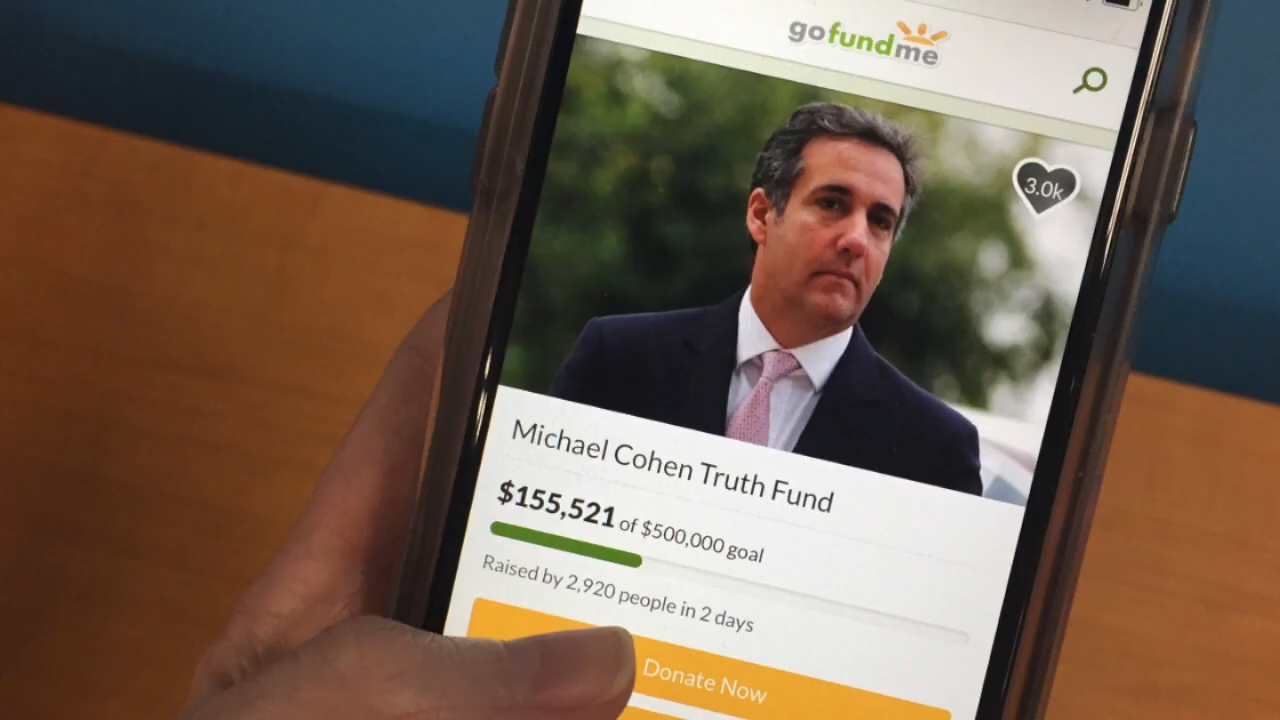 gofundme
3.0k
Michael Cohen Truth Fund
$155,521 of $500,000 goal
Raised by 2,920 people in 2 days
Donate Now